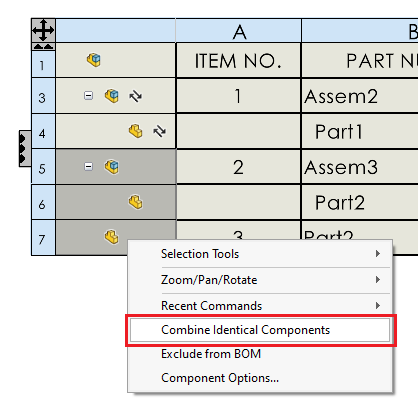 A B
1 ITEM NO. PART NU
3 1 Assem2
4 Part1
5 2 Assem3
6 Part2
7 3 Part2
Selection Tools
Zoom/Pan/Rotate
Recent Commands
Combine Identical Components
Exclude from BOM
Component Options...